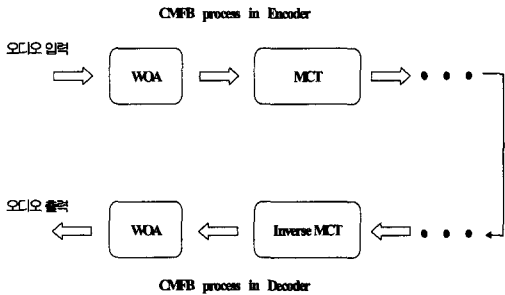 CMFB process in Encoder
오디오 입력
WOA
MCT
오디오 출력
WOA
Inverse MCT
CMFB process in Decoder